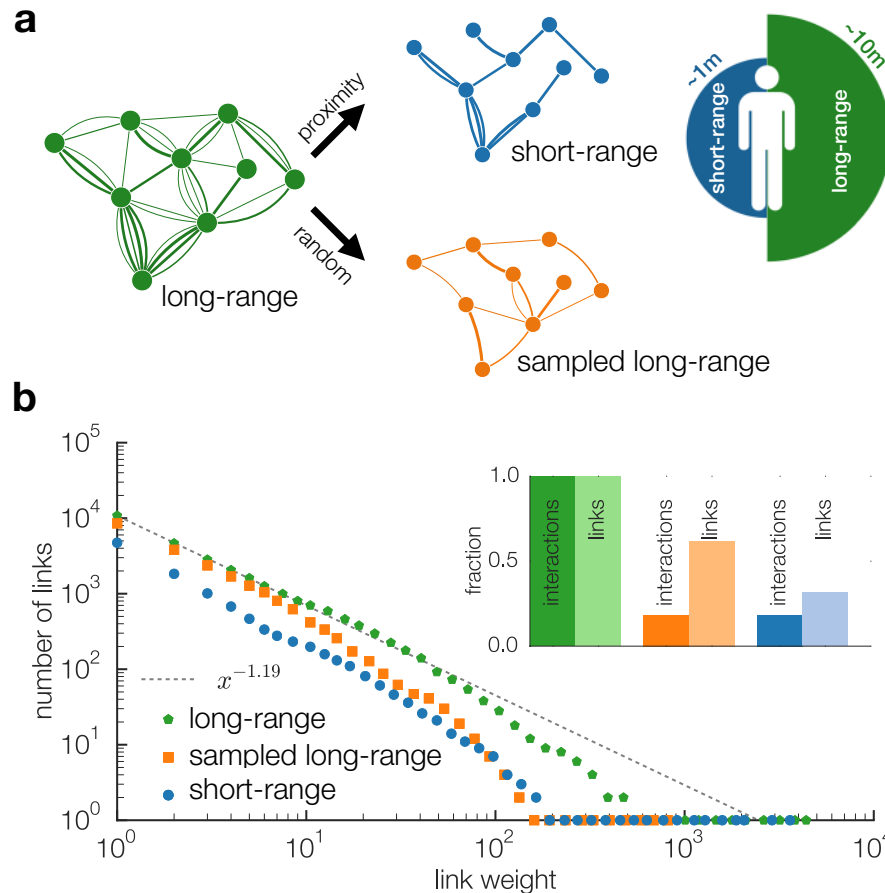 a
proximity
random
long-range
short-range
sampled long-range
~1m
~10m
short-range
long-range
b
number of links
10^5
10^4
10^3
10^2
10^1
10^0
x^{-1.19}
long-range
sampled long-range
short-range
10^0
10^1
10^2
10^3
10^4
link weight
fraction
1.0
0.5
0.0
interactions
links
interactions
links
interactions
links